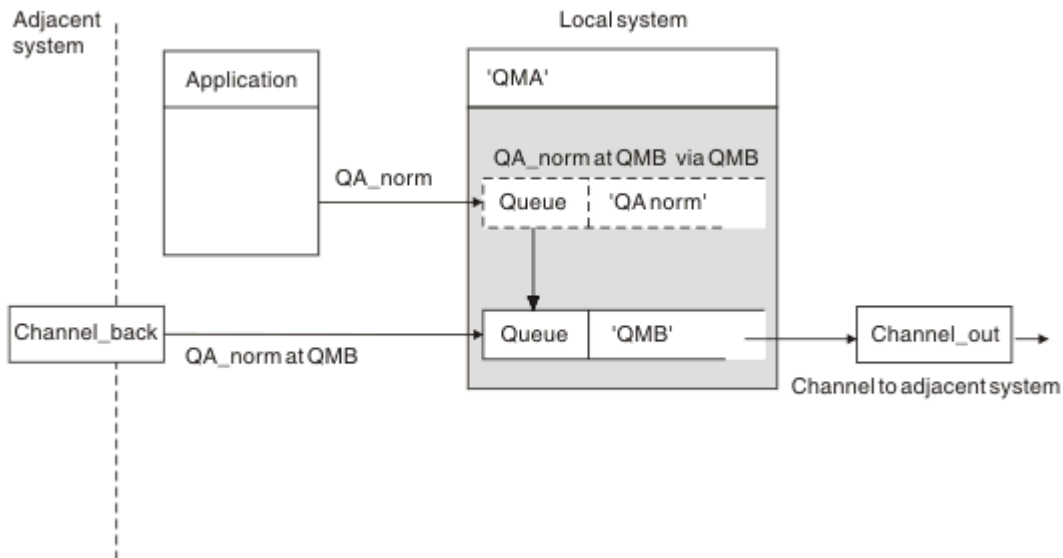 Adjacent
system
Local system
Application
'QMA'
QA_norm at QMB via QMB
QA_norm
Queue
'QA norm'
Channel_back
QA_norm at QMB
Queue
'QMB'
Channel_out
Channel to adjacent system